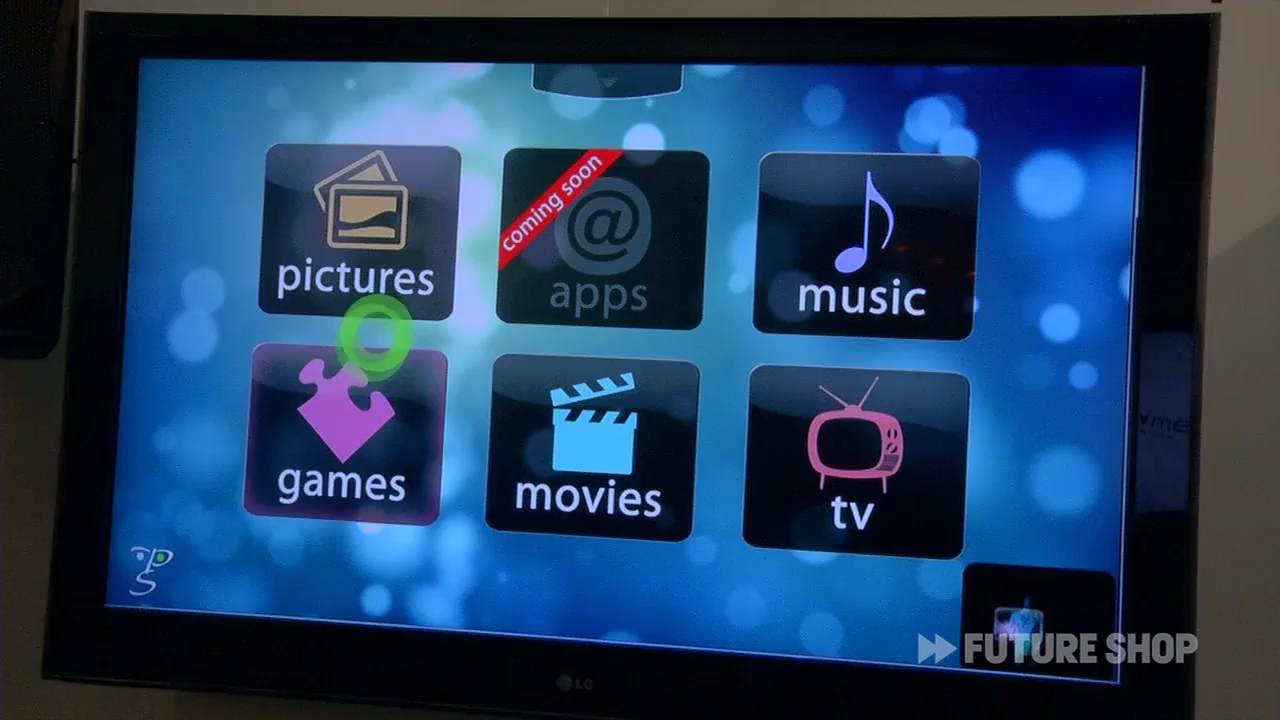 coming soon
@
pictures
apps
music
games
movies
tv
FUTURE SHOP
LG